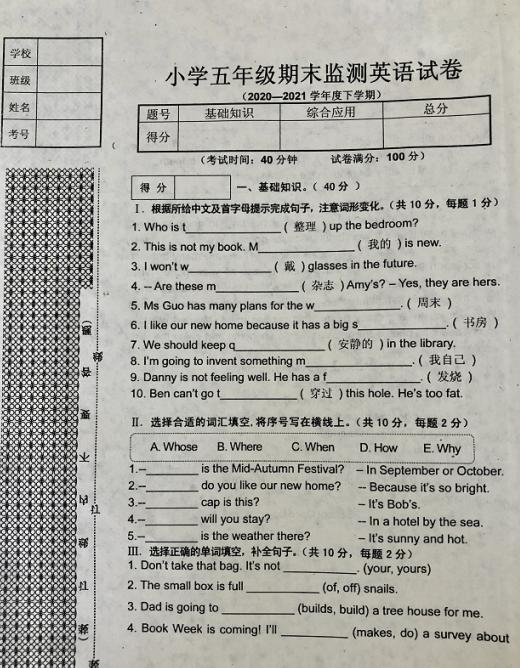 学校
班级
姓名
考号
小学五年级期末监测英语试卷
（2020—2021 学年度下学期）
题号 基础知识 综合应用 总分
得分
（考试时间：40 分钟 试卷满分：100 分）
得 分
一、基础知识。（ 40 分 ）
Ⅰ. 根据所给中文及首字母提示完成句子，注意词形变化。（共 10 分，每题 1 分）
1. Who is t__________（ 整理 ）up the bedroom?
2. This is not my book. M__________（ 我的 ）is new.
3. I won't w__________（ 戴 ）glasses in the future.
4. -- Are these m__________（ 杂志 ）Amy's? – Yes, they are hers.
5. Ms Guo has many plans for the w__________.（ 周末 ）
6. I like our new home because it has a big s__________.（ 书房 ）
7. We should keep q__________（ 安静的 ）in the library.
8. I'm going to invent something m__________.（ 我自己 ）
9. Danny is not feeling well. He has a f__________.（ 发烧 ）
10. Ben can't go t__________（ 穿过 ）this hole. He's too fat.
Ⅱ. 选择合适的词汇填空，将序号写在横线上。（共 10 分，每题 2 分）
A. Whose B. Where C. When D. How E. Why
1.–________ is the Mid-Autumn Festival? – In September or October.
2.–________ do you like our new home? -- Because it's so bright.
3.–________ cap is this? – It's Bob's.
4.–________ will you stay? -- In a hotel by the sea.
5.–________ is the weather there? – It's sunny and hot.
Ⅲ. 选择正确的单词填空，补全句子。（共 10 分，每题 2 分）
1. Don't take that bag. It's not __________. (your, yours)
2. The small box is full __________ (of, off) snails.
3. Dad is going to __________ (builds, build) a tree house for me.
4. Book Week is coming! I'll __________ (makes, do) a survey about
题
答
要
不
内
线
订
装